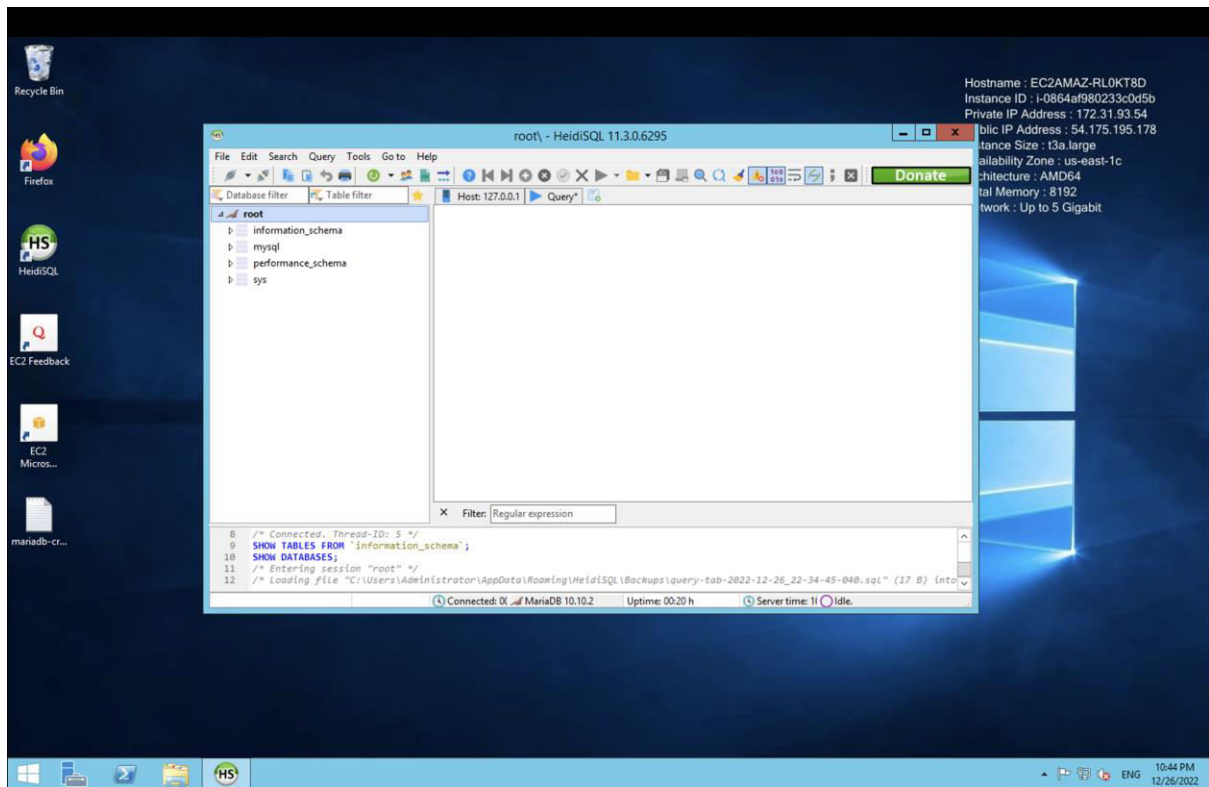 Recycle Bin
Firefox
HS
HeidiSQL
Q
EC2 Feedback
EC2
Micros...
mariadb-cr...
Hostname : EC2AMAZ-RL0KT8D
Instance ID : i-0864af980233c0d5b
Private IP Address : 172.31.93.54
blic IP Address : 54.175.195.178
stance Size : t3a.large
ailability Zone : us-east-1c
chitecture : AMD64
tal Memory : 8192
twork : Up to 5 Gigabit
HS
root\ - HeidiSQL 11.3.0.6295
File Edit Search Query Tools Go to Help
Donate
Database filter Table filter Host: 127.0.0.1 Query*
root
information_schema
mysql
performance_schema
sys
Filter: Regular expression
8 /* Connected. Thread-ID: 5 */
9 SHOW TABLES FROM `information_schema`;
10 SHOW DATABASES;
11 /* Entering session "root" */
12 /* Loading file "C:\Users\Administrator\AppData\Roaming\HeidiSQL\Backups\query-tab-2022-12-26_22-34-45-040.sql" (17 B) into
Connected: 0( MariaDB 10.10.2 Uptime: 00:20 h Server time: 1( Idle.
HS
ENG
10:44 PM
12/26/2022